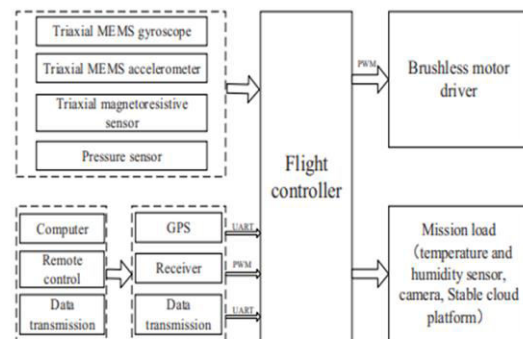 Triaxial MEMS gyroscope
Triaxial MEMS accelerometer
Triaxial magnetoresistive
sensor
Pressure sensor
Computer
Remote
control
Data
transmission
GPS
Receiver
Data
transmission
UART
PWM
UART
Flight
controller
PWM
Brushless motor
driver
Mission load
（temperature and
humidity sensor,
camera, Stable cloud
platform）